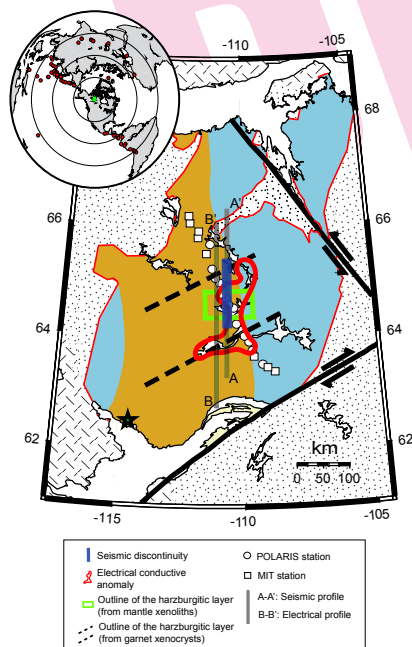 -110
-105
68
66
66
A'
B'
64
64
A
B
62
62
km
0 50 100
-115
-110
-105
Seismic discontinuity
Electrical conductive
anomaly
Outline of the harzburgitic layer
(from mantle xenoliths)
Outline of the harzburgitic layer
(from garnet xenocrysts)
POLARIS station
MIT station
A-A': Seismic profile
B-B': Electrical profile